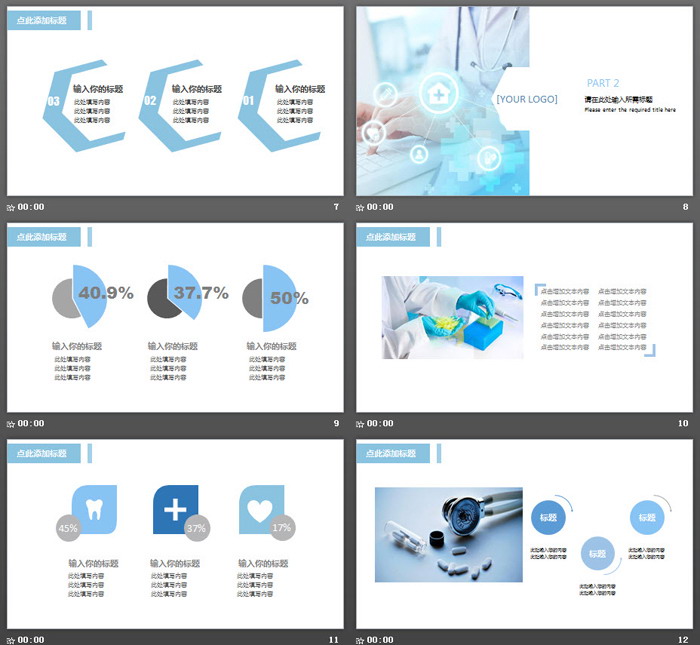 点此添加标题
03
输入你的标题
此处填写内容
此处填写内容
此处填写内容
02
输入你的标题
此处填写内容
此处填写内容
此处填写内容
01
输入你的标题
此处填写内容
此处填写内容
此处填写内容
00:00
7
[YOUR LOGO]
PART 2
请在此处输入所需标题
Please enter the required title here
00:00
8
点此添加标题
40.9%
输入你的标题
此处填写内容
此处填写内容
此处填写内容
37.7%
输入你的标题
此处填写内容
此处填写内容
此处填写内容
50%
输入你的标题
此处填写内容
此处填写内容
此处填写内容
00:00
9
点此添加标题
点击增加文本内容 点击增加文本内容
点击增加文本内容 点击增加文本内容
点击增加文本内容 点击增加文本内容
点击增加文本内容 点击增加文本内容
点击增加文本内容 点击增加文本内容
点击增加文本内容 点击增加文本内容
00:00
10
点此添加标题
45%
输入你的标题
此处填写内容
此处填写内容
此处填写内容
37%
输入你的标题
此处填写内容
此处填写内容
此处填写内容
17%
输入你的标题
此处填写内容
此处填写内容
此处填写内容
00:00
11
点此添加标题
标题
此处输入您的内容
此处输入您的内容
标题
此处输入您的内容
此处输入您的内容
标题
此处输入您的内容
此处输入您的内容
00:00
12